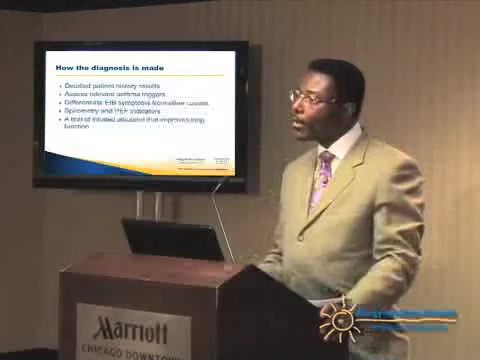 How the diagnosis is made
Detailed patient history results
Assess relevant asthma triggers
Differentiate EIB symptoms from other causes
Spirometry and PEF indicators
A trial of inhaled albuterol that improves lung
function
Marriott
CHICAGO DOWNTOWN